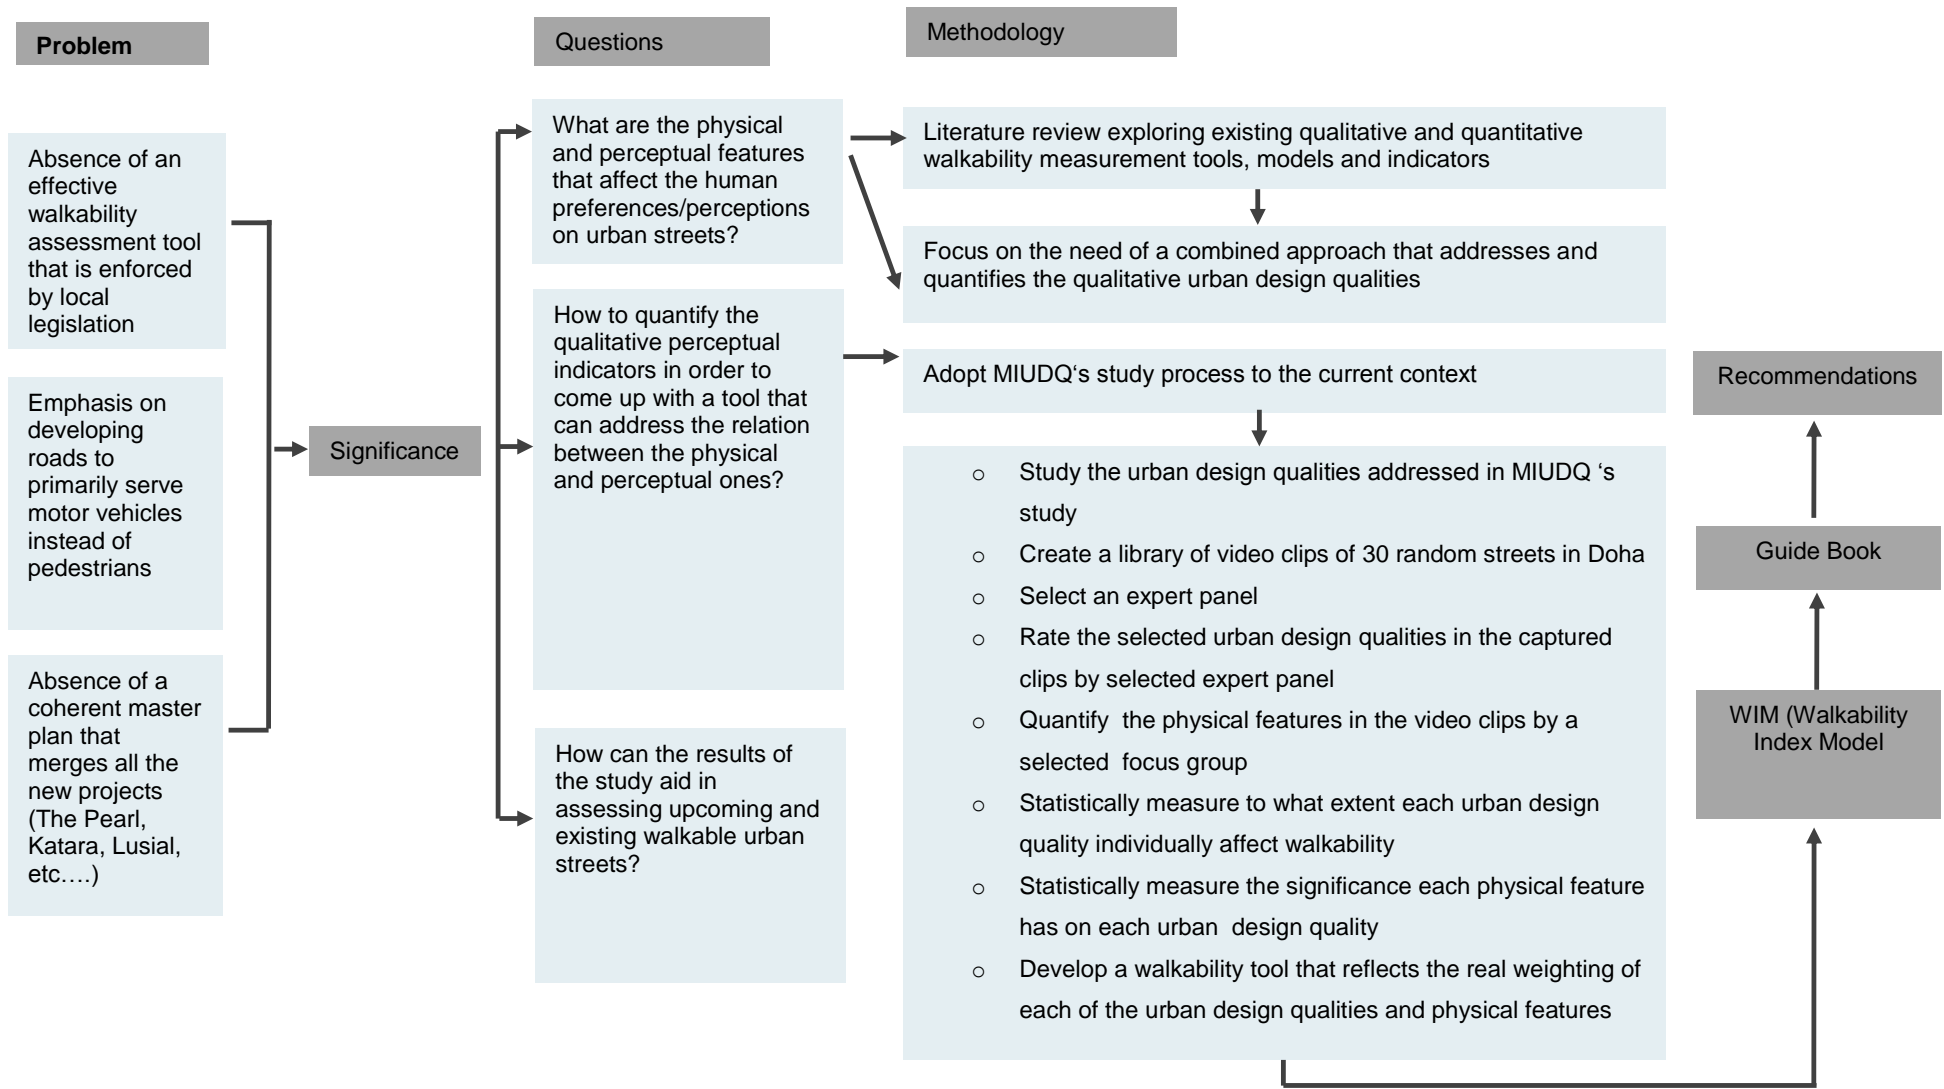 Problem
Absence of an
effective
walkability
assessment tool
that is enforced
by local
legislation
Emphasis on
developing
roads to
primarily serve
motor vehicles
instead of
pedestrians
Absence of a
coherent master
plan that
merges all the
new projects
(The Pearl,
Katara, Lusial,
etc….)
Significance
Questions
What are the physical
and perceptual features
that affect the human
preferences/perceptions
on urban streets?
How to quantify the
qualitative perceptual
indicators in order to
come up with a tool that
can address the relation
between the physical
and perceptual ones?
How can the results of
the study aid in
assessing upcoming and
existing walkable urban
streets?
Methodology
Literature review exploring existing qualitative and quantitative
walkability measurement tools, models and indicators
Focus on the need of a combined approach that addresses and
quantifies the qualitative urban design qualities
Adopt MIUDQ‘s study process to the current context
o Study the urban design qualities addressed in MIUDQ ‘s
study
o Create a library of video clips of 30 random streets in Doha
o Select an expert panel
o Rate the selected urban design qualities in the captured
clips by selected expert panel
o Quantify the physical features in the video clips by a
selected focus group
o Statistically measure to what extent each urban design
quality individually affect walkability
o Statistically measure the significance each physical feature
has on each urban design quality
o Develop a walkability tool that reflects the real weighting of
each of the urban design qualities and physical features
Recommendations
Guide Book
WIM (Walkability
Index Model